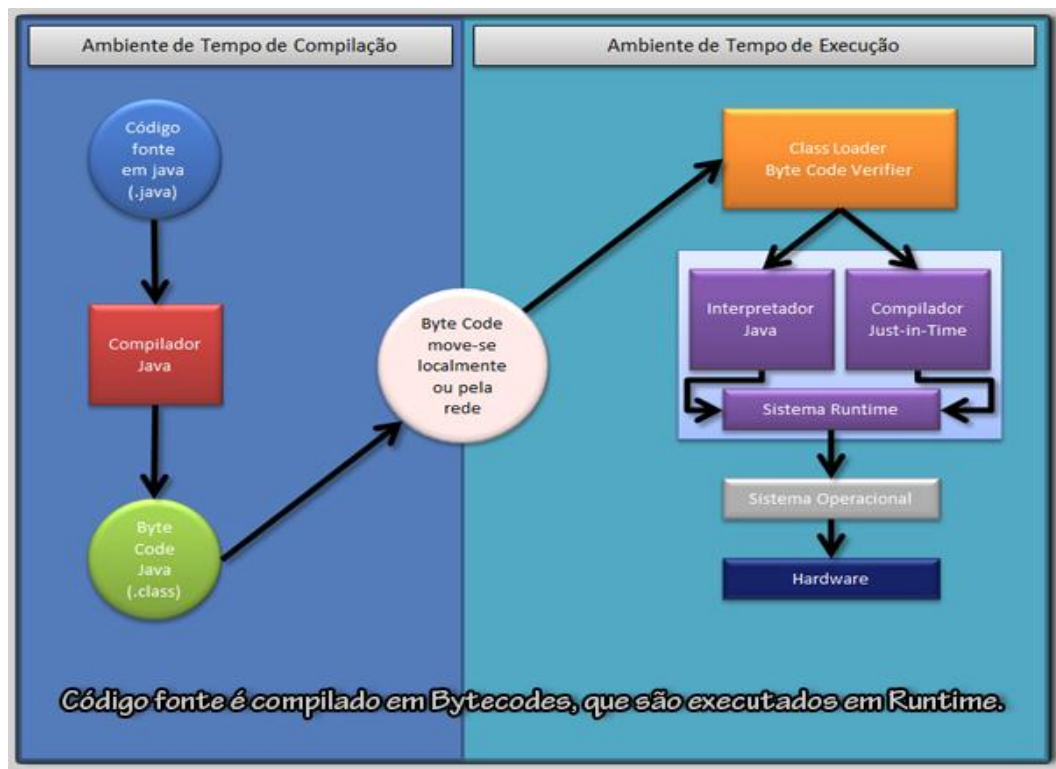 Ambiente de Tempo de Compilação
Ambiente de Tempo de Execução
Código
fonte
em java
(.java)
Compilador
Java
Byte
Code
Java
(.class)
Byte Code
move-se
localmente
ou pela
rede
Class Loader
Byte Code Verifier
Interpretador
Java
Compilador
Just-in-Time
Sistema Runtime
Sistema Operacional
Hardware
Código fonte é compilado em Bytecodes, que são executados em Runtime.